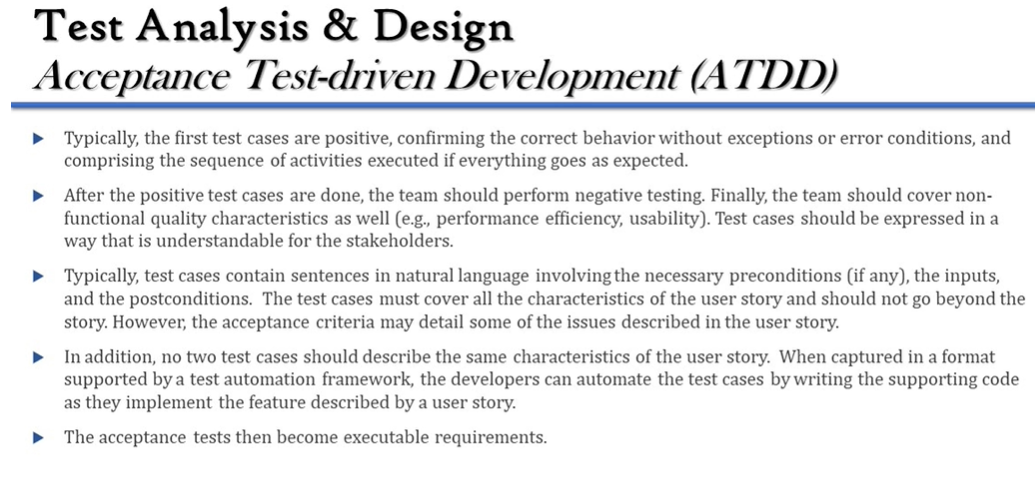 Test Analysis & Design
Acceptance Test-driven Development (ATDD)
Typically, the first test cases are positive, confirming the correct behavior without exceptions or error conditions, and
comprising the sequence of activities executed if everything goes as expected.
After the positive test cases are done, the team should perform negative testing. Finally, the team should cover non-
functional quality characteristics as well (e.g., performance efficiency, usability). Test cases should be expressed in a
way that is understandable for the stakeholders.
Typically, test cases contain sentences in natural language involving the necessary preconditions (if any), the inputs,
and the postconditions. The test cases must cover all the characteristics of the user story and should not go beyond the
story. However, the acceptance criteria may detail some of the issues described in the user story.
In addition, no two test cases should describe the same characteristics of the user story. When captured in a format
supported by a test automation framework, the developers can automate the test cases by writing the supporting code
as they implement the feature described by a user story.
The acceptance tests then become executable requirements.